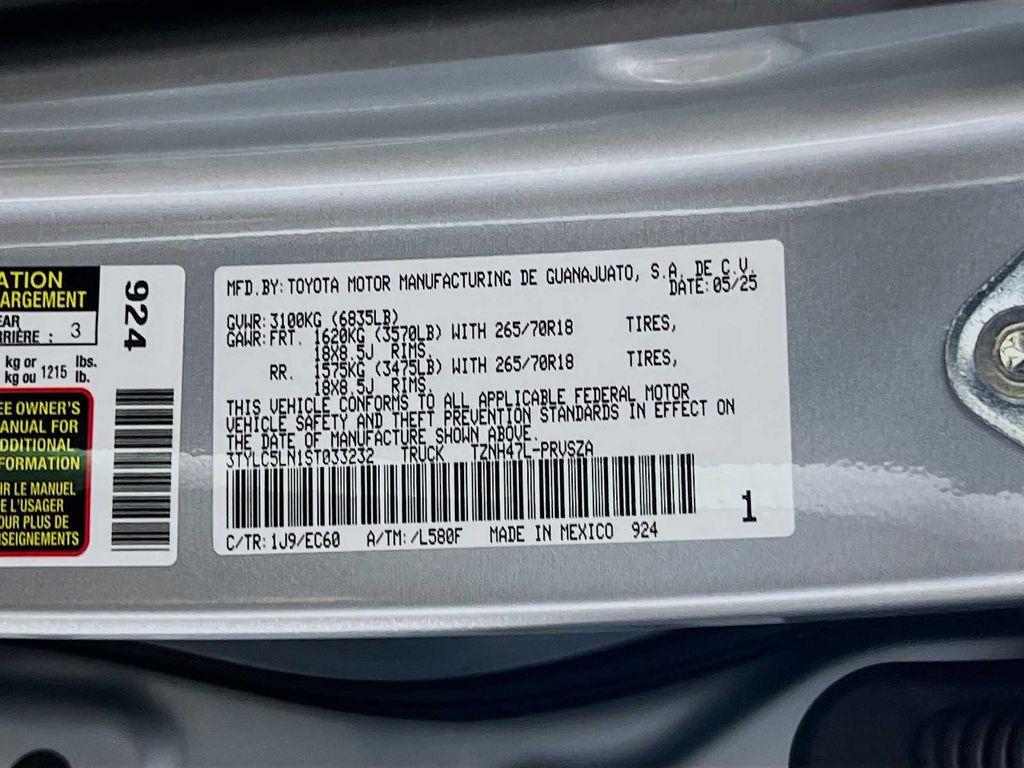 ATION
ARGEMENT
EAR
RRIÈRE : 3
kg or lbs.
kg ou 1215 lb.
EE OWNER'S
ANUAL FOR
DDITIONAL
FORMATION
IR LE MANUEL
E L'USAGER
OUR PLUS DE
SEIGNEMENTS
924
MFD.BY: TOYOTA MOTOR MANUFACTURING DE GUANAJUATO, S.A. DE C.V.
DATE: 05/25
GVWR: 3100KG (6835LB)
GAWR: FRT. 1620KG (3570LB) WITH 265/70R18 TIRES,
18X8.5J RIMS,
RR. 1575KG (3475LB) WITH 265/70R18 TIRES,
18X8.5J RIMS.
THIS VEHICLE CONFORMS TO ALL APPLICABLE FEDERAL MOTOR
VEHICLE SAFETY AND THEFT PREVENTION STANDARDS IN EFFECT ON
THE DATE OF MANUFACTURE SHOWN ABOVE.
3TYLC5LN1ST033232 TRUCK TZNH47L-PRVSZA
C/TR: 1J9/EC60 A/TM: /L580F MADE IN MEXICO 924
1